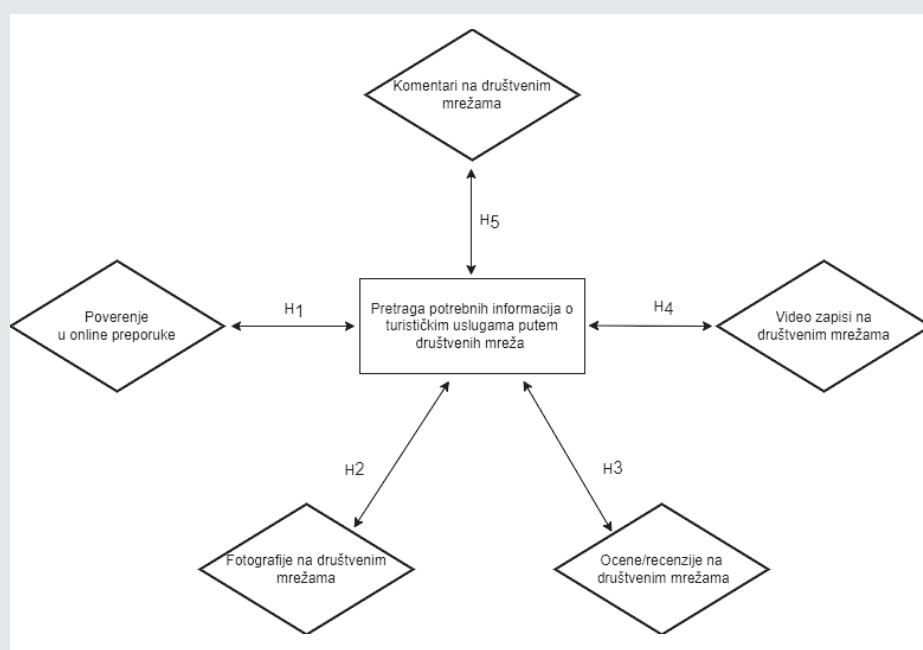 Komentari na društvenim
mrežama
H5
Poverenje
u online preporuke
H1
Pretraga potrebnih informacija o
turističkim uslugama putem
društvenih mreža
H4
Video zapisi na
društvenim mrežama
H2
H3
Fotografije na društvenim
mrežama
Ocene/recenzije na
društvenim mrežama